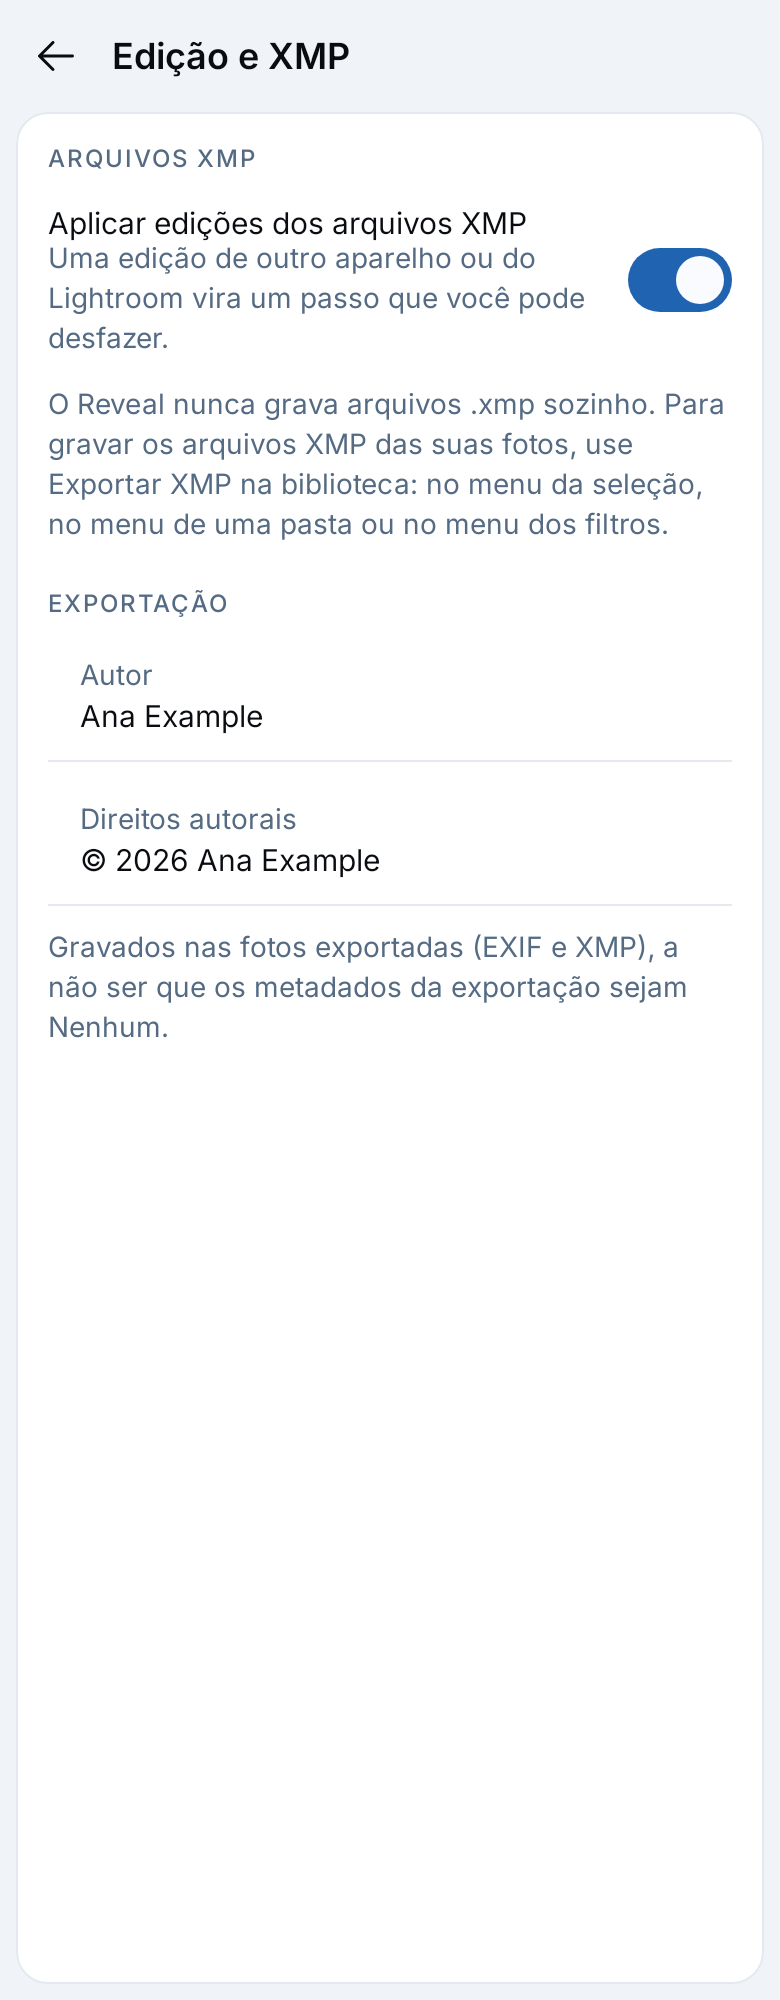 Edição e XMP
ARQUIVOS XMP
Aplicar edições dos arquivos XMP
Uma edição de outro aparelho ou do
Lightroom vira um passo que você pode
desfazer.
O Reveal nunca grava arquivos .xmp sozinho. Para
gravar os arquivos XMP das suas fotos, use
Exportar XMP na biblioteca: no menu da seleção,
no menu de uma pasta ou no menu dos filtros.
EXPORTAÇÃO
Autor
Ana Example
Direitos autorais
© 2026 Ana Example
Gravados nas fotos exportadas (EXIF e XMP), a
não ser que os metadados da exportação sejam
Nenhum.